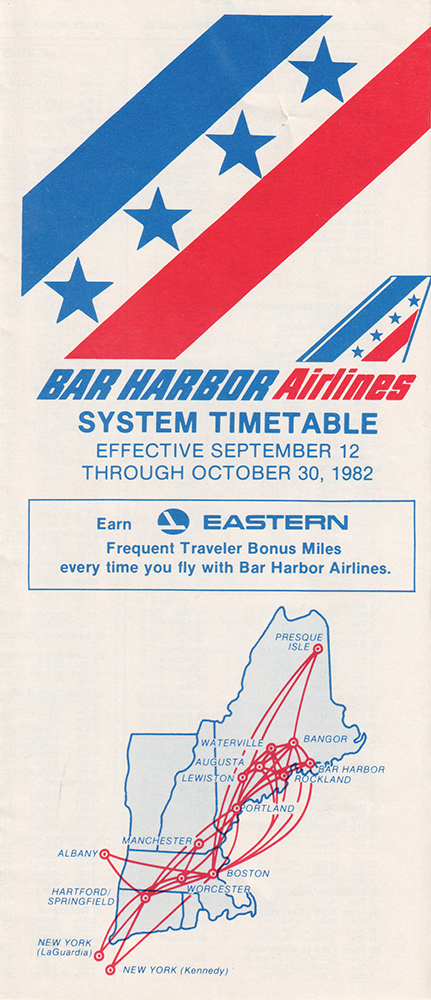 BAR HARBOR Airlines
SYSTEM TIMETABLE
EFFECTIVE SEPTEMBER 12
THROUGH OCTOBER 30, 1982
Earn EASTERN
Frequent Traveler Bonus Miles
every time you fly with Bar Harbor Airlines.
PRESQUE
ISLE
WATERVILLE
BANGOR
AUGUSTA
BAR HARBOR
LEWISTON
ROCKLAND
PORTLAND
MANCHESTER
ALBANY
BOSTON
WORCESTER
HARTFORD/
SPRINGFIELD
NEW YORK
(LaGuardia)
NEW YORK (Kennedy)